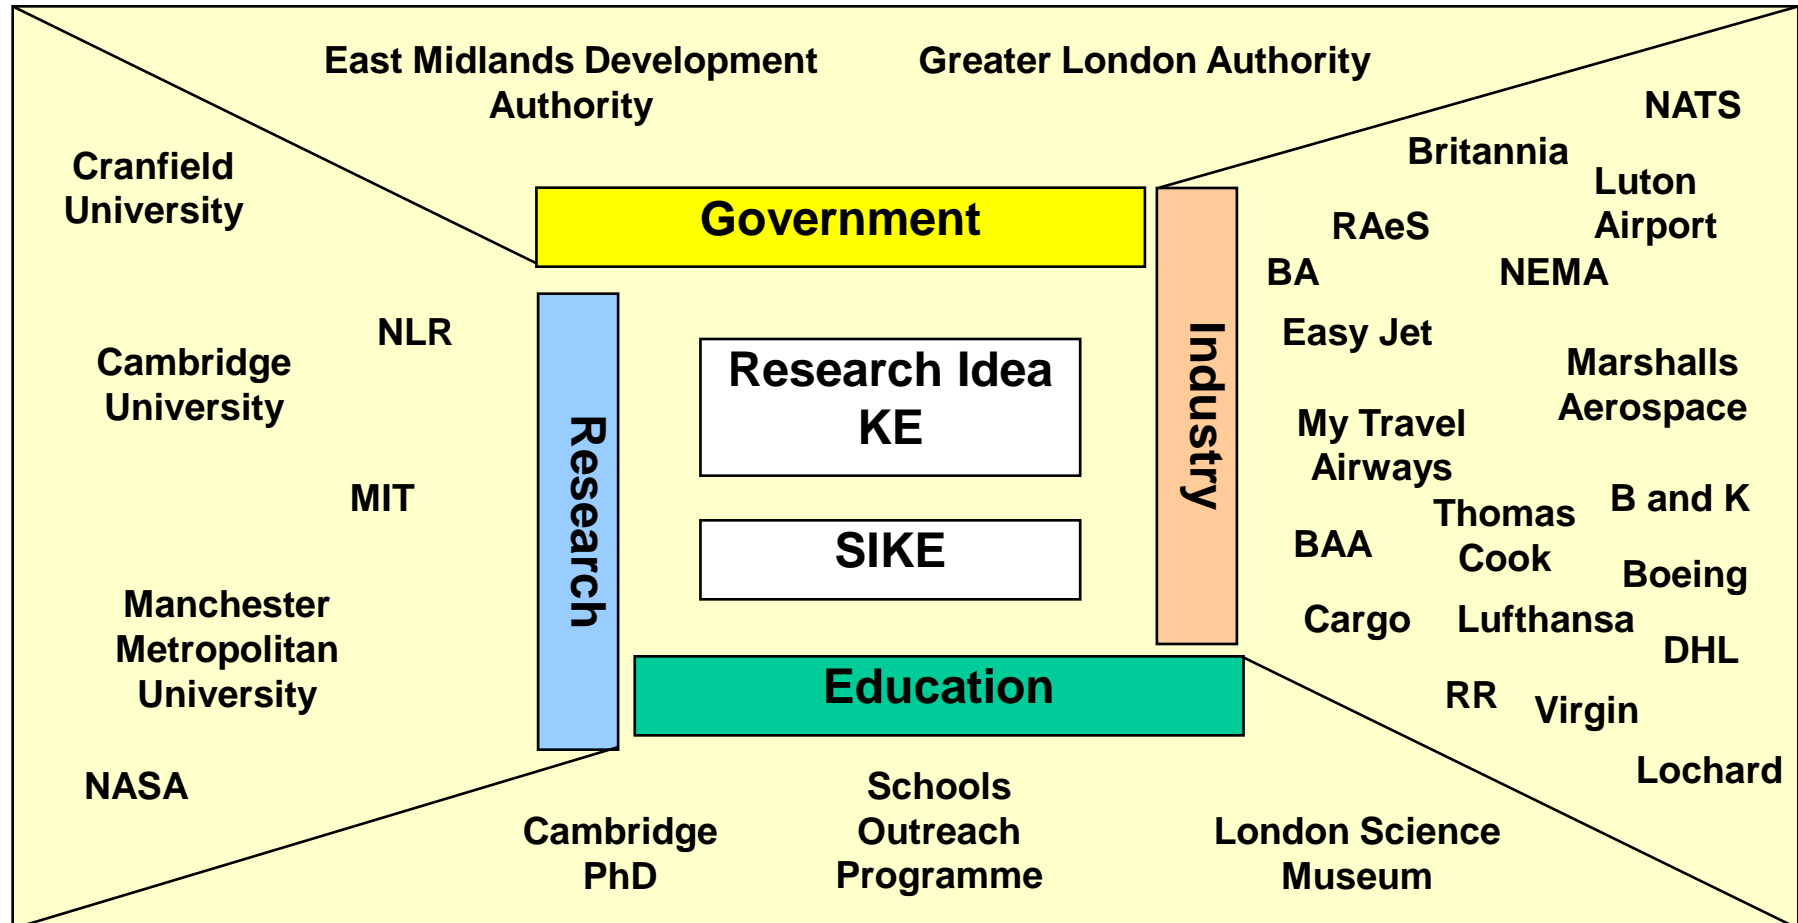 East Midlands Development
Authority
Greater London Authority
Cranfield
University
NLR
Cambridge
University
MIT
Manchester
Metropolitan
University
NASA
Government
Research
Research Idea
KE
SIKE
Industry
Education
NATS
Britannia
Luton
Airport
RAeS
BA
NEMA
Easy Jet
Marshalls
Aerospace
My Travel
Airways
B and K
Thomas
Cook
BAA
Boeing
Cargo
Lufthansa
DHL
RR
Virgin
Lochard
Cambridge
PhD
Schools
Outreach
Programme
London Science
Museum